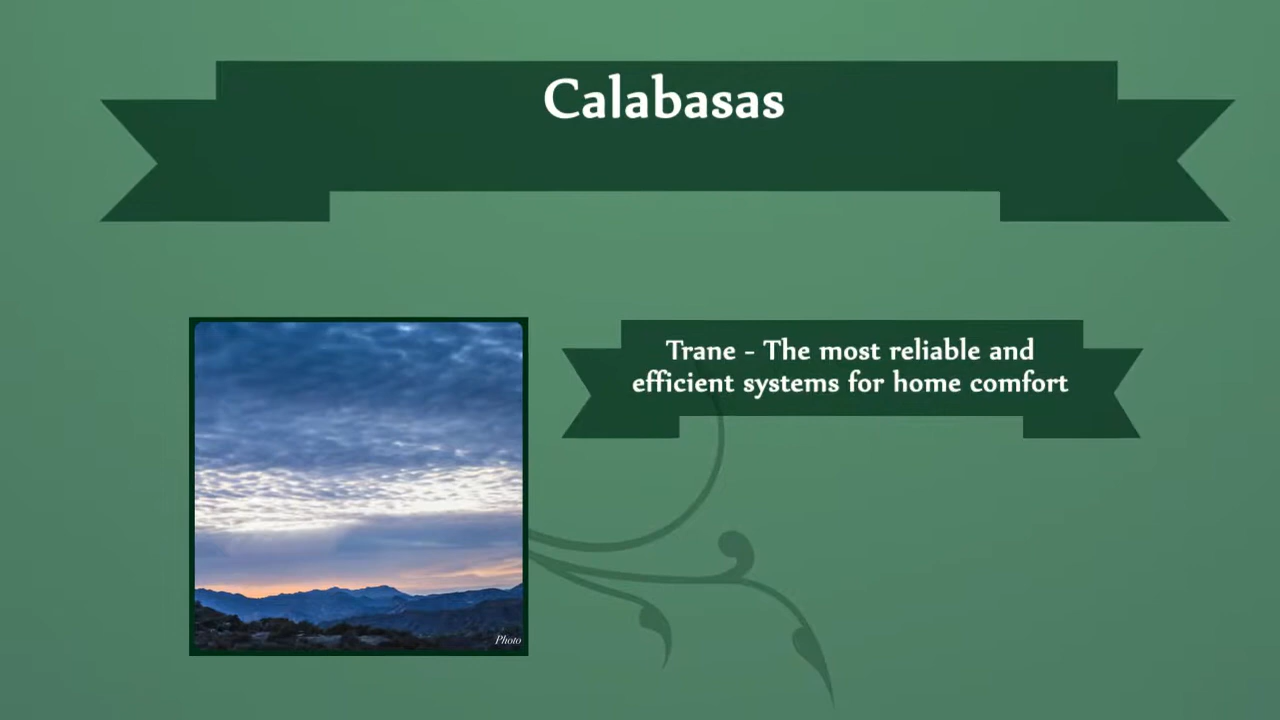 Calabasas
Trane - The most reliable and
efficient systems for home comfort
Photo